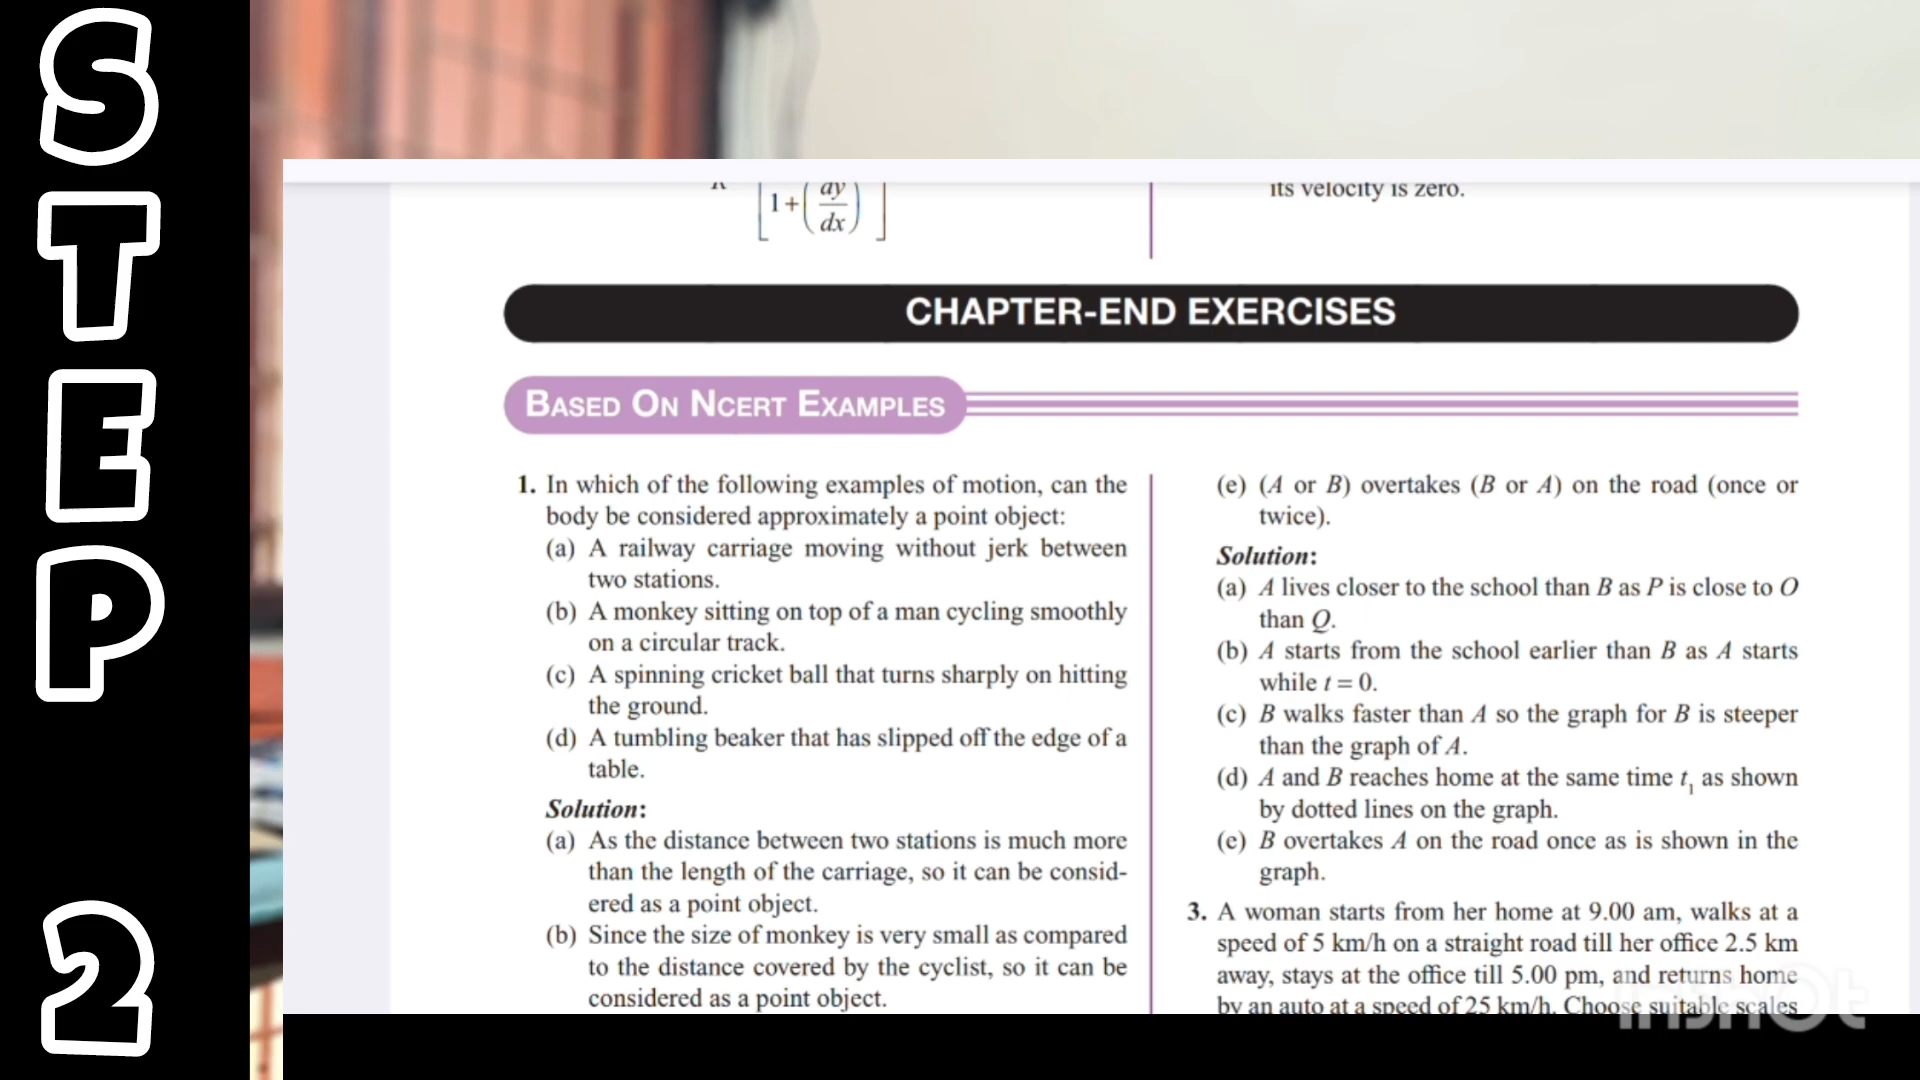 STEP 2
1+(dy/dx)
its velocity is zero.
CHAPTER-END EXERCISES
BASED ON NCERT EXAMPLES
1. In which of the following examples of motion, can the
body be considered approximately a point object:
(a) A railway carriage moving without jerk between
two stations.
(b) A monkey sitting on top of a man cycling smoothly
on a circular track.
(c) A spinning cricket ball that turns sharply on hitting
the ground.
(d) A tumbling beaker that has slipped off the edge of a
table.
Solution:
(a) As the distance between two stations is much more
than the length of the carriage, so it can be consid-
ered as a point object.
(b) Since the size of monkey is very small as compared
to the distance covered by the cyclist, so it can be
considered as a point object.
(e) (A or B) overtakes (B or A) on the road (once or
twice).
Solution:
(a) A lives closer to the school than B as P is close to O
than Q.
(b) A starts from the school earlier than B as A starts
while t = 0.
(c) B walks faster than A so the graph for B is steeper
than the graph of A.
(d) A and B reaches home at the same time t₁ as shown
by dotted lines on the graph.
(e) B overtakes A on the road once as is shown in the
graph.
3. A woman starts from her home at 9.00 am, walks at a
speed of 5 km/h on a straight road till her office 2.5 km
away, stays at the office till 5.00 pm, and returns home
by an auto at a speed of 25 km/h. Choose suitable scales
InShOt